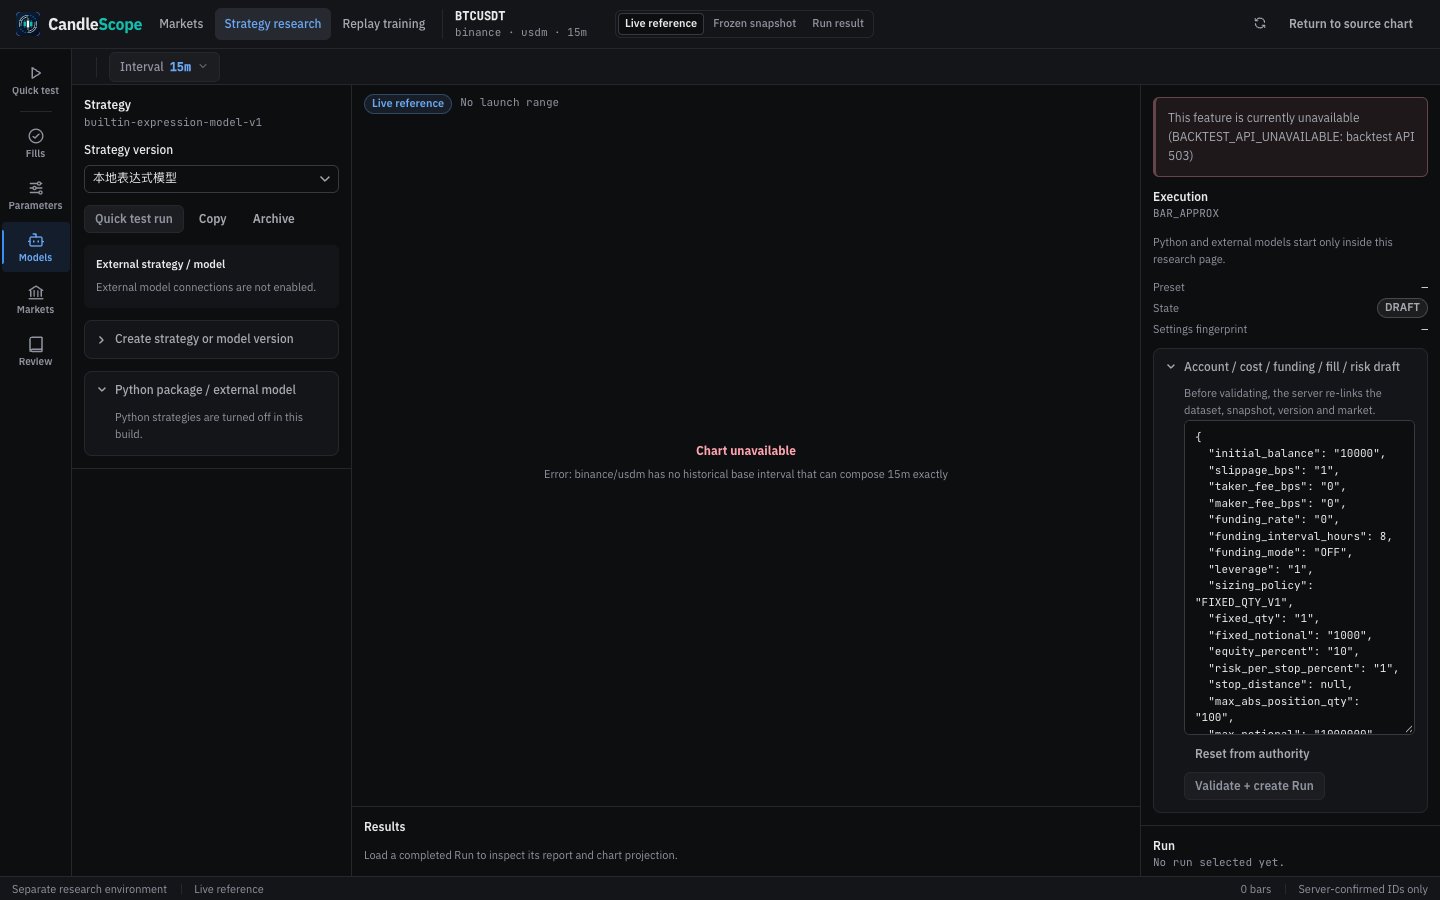 CandleScope
Markets
Strategy research
Replay training
BTCUSDT
binance · usdm · 15m
Live reference
Frozen snapshot
Run result
Return to source chart
Interval 15m
Quick test
Fills
Parameters
Models
Markets
Review
Strategy
builtin-expression-model-v1
Strategy version
本地表达式模型
Quick test run
Copy
Archive
External strategy / model
External model connections are not enabled.
Create strategy or model version
Python package / external model
Python strategies are turned off in this
build.
Live reference
No launch range
Chart unavailable
Error: binance/usdm has no historical base interval that can compose 15m exactly
Results
Load a completed Run to inspect its report and chart projection.
This feature is currently unavailable
(BACKTEST_API_UNAVAILABLE: backtest API
503)
Execution
BAR_APPROX
Python and external models start only inside this
research page.
Preset —
State DRAFT
Settings fingerprint —
Account / cost / funding / fill / risk draft
Before validating, the server re-links the
dataset, snapshot, version and market.
{
"initial_balance": "10000",
"slippage_bps": "1",
"taker_fee_bps": "0",
"maker_fee_bps": "0",
"funding_rate": "0",
"funding_interval_hours": 8,
"funding_mode": "OFF",
"leverage": "1",
"sizing_policy":
"FIXED_QTY_V1",
"fixed_qty": "1",
"fixed_notional": "1000",
"equity_percent": "10",
"risk_per_stop_percent": "1",
"stop_distance": null,
"max_abs_position_qty":
"100",
"max_notional": "1000000"
Reset from authority
Validate + create Run
Run
No run selected yet.
Separate research environment
Live reference
0 bars
Server-confirmed IDs only